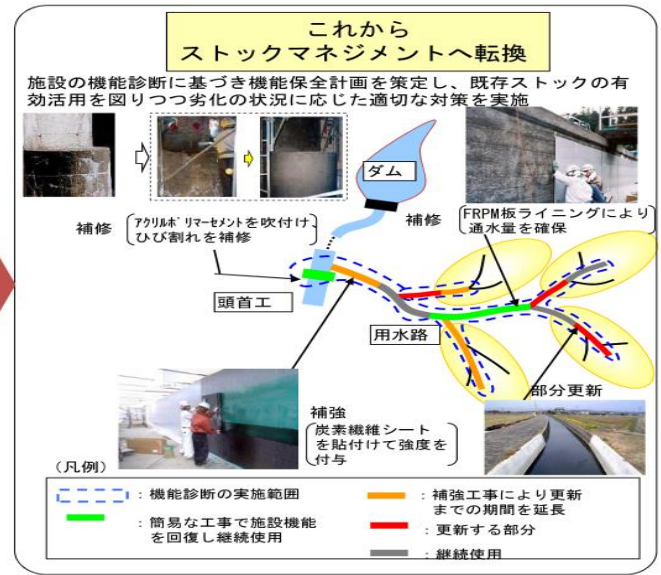 これから
ストックマネジメントへ転換
施設の機能診断に基づき機能保全計画を策定し、既存ストックの有
効活用を図りつつ劣化の状況に応じた適切な対策を実施
ダム
補修
補修
アクリルポリマーセメントを吹付け、
ひび割れを補修
FRPM板ライニングにより
通水量を確保
頭首工
用水路
部分更新
補強
炭素繊維シート
を貼付けて強度を
付与
(凡例)
：機能診断の実施範囲
：簡易な工事で施設機能
を回復し継続使用
：補強工事により更新
までの期間を延長
：更新する部分
：継続使用